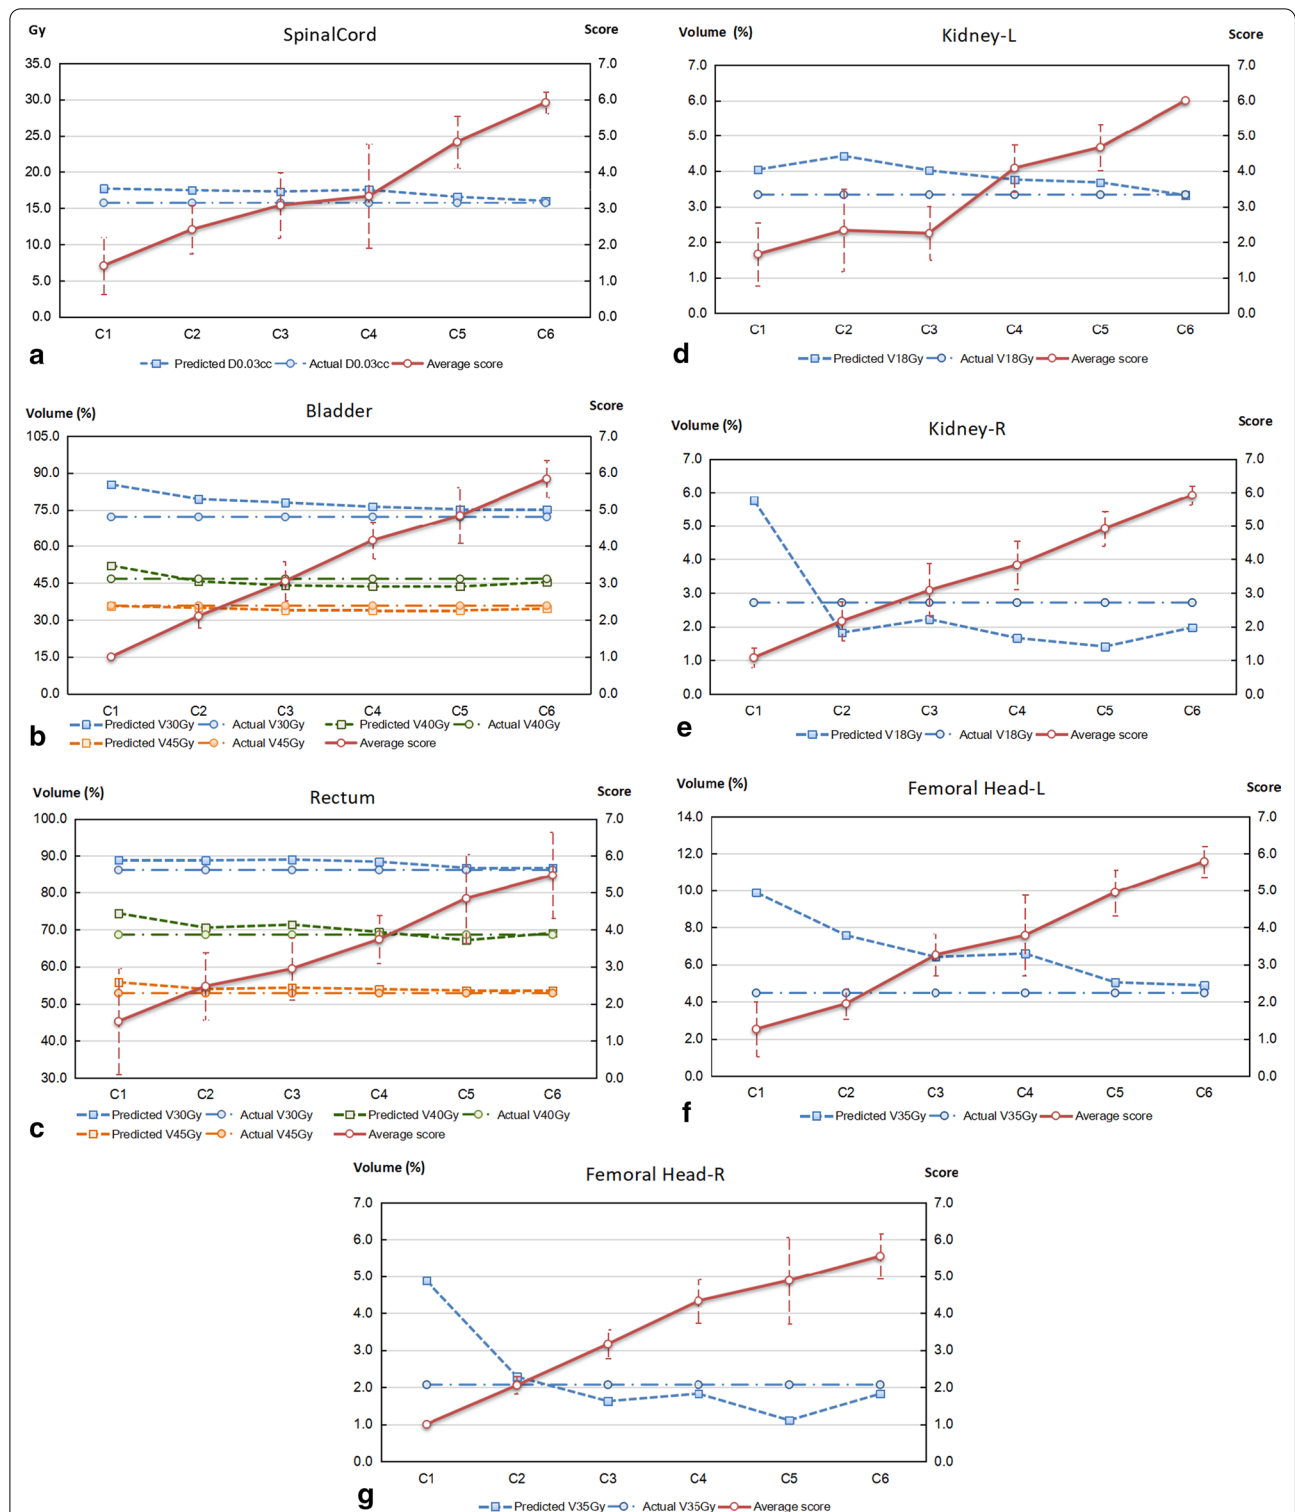 Gy SpinalCord Score
35.0 7.0
30.0 6.0
25.0 5.0
20.0 4.0
15.0 3.0
10.0 2.0
5.0 1.0
0.0 0.0
C1 C2 C3 C4 C5 C6
a
Predicted D0.03cc Actual D0.03cc Average score
Volume (%) Kidney-L Score
7.0 7.0
6.0 6.0
5.0 5.0
4.0 4.0
3.0 3.0
2.0 2.0
1.0 1.0
0.0 0.0
C1 C2 C3 C4 C5 C6
d
Predicted V18Gy Actual V18Gy Average score
Volume (%) Bladder Score
105.0 7.0
90.0 6.0
75.0 5.0
60.0 4.0
45.0 3.0
30.0 2.0
15.0 1.0
0.0 0.0
C1 C2 C3 C4 C5 C6
Predicted V30Gy Actual V30Gy Predicted V40Gy Actual V40Gy
b
Predicted V45Gy Actual V45Gy Average score
Volume (%) Kidney-R Score
7.0 7.0
6.0 6.0
5.0 5.0
4.0 4.0
3.0 3.0
2.0 2.0
1.0 1.0
0.0 0.0
C1 C2 C3 C4 C5 C6
e
Predicted V18Gy Actual V18Gy Average score
Volume (%) Rectum Score
100.0 7.0
90.0 6.0
80.0 5.0
70.0 4.0
60.0 3.0
50.0 2.0
40.0 1.0
30.0 0.0
C1 C2 C3 C4 C5 C6
Predicted V30Gy Actual V30Gy Predicted V40Gy Actual V40Gy
c
Predicted V45Gy Actual V45Gy Average score
Volume (%) Femoral Head-L Score
14.0 7.0
12.0 6.0
10.0 5.0
8.0 4.0
6.0 3.0
4.0 2.0
2.0 1.0
0.0 0.0
C1 C2 C3 C4 C5 C6
f
Predicted V35Gy Actual V35Gy Average score
Volume (%) Femoral Head-R Score
7.0 7.0
6.0 6.0
5.0 5.0
4.0 4.0
3.0 3.0
2.0 2.0
1.0 1.0
0.0 0.0
C1 C2 C3 C4 C5 C6
g
Predicted V35Gy Actual V35Gy Average score